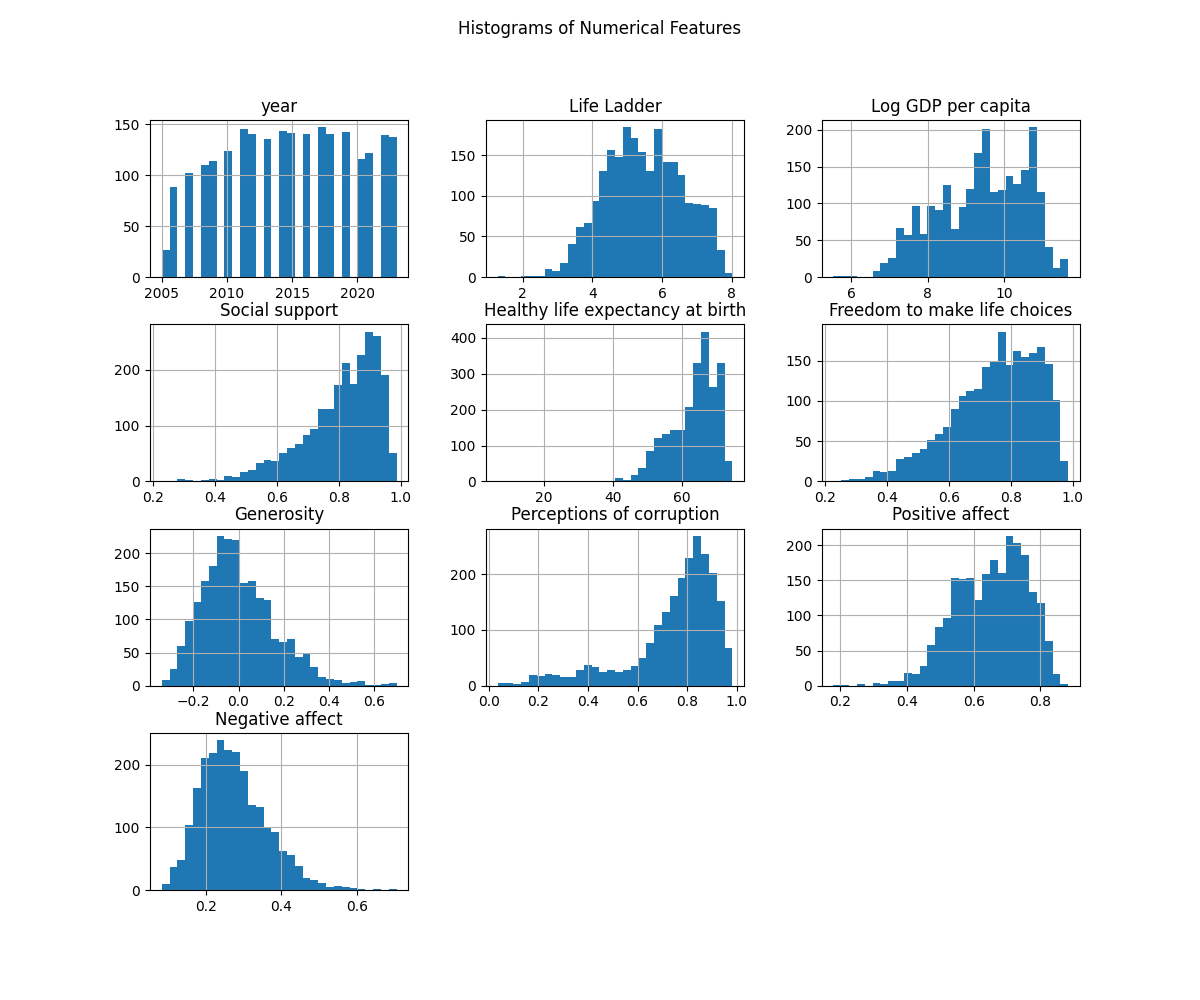 Histograms of Numerical Features
year
Life Ladder
Log GDP per capita
150
100
50
0
2005 2010 2015 2020
150
100
50
0
2 4 6 8
200
150
100
50
0
6 8 10
Social support
Healthy life expectancy at birth
Freedom to make life choices
200
100
0
0.2 0.4 0.6 0.8 1.0
400
300
200
100
0
20 40 60
150
100
50
0
0.2 0.4 0.6 0.8 1.0
Generosity
Perceptions of corruption
Positive affect
200
150
100
50
0
−0.2 0.0 0.2 0.4 0.6
200
100
0
0.0 0.2 0.4 0.6 0.8 1.0
200
150
100
50
0
0.2 0.4 0.6 0.8
Negative affect
200
100
0
0.2 0.4 0.6